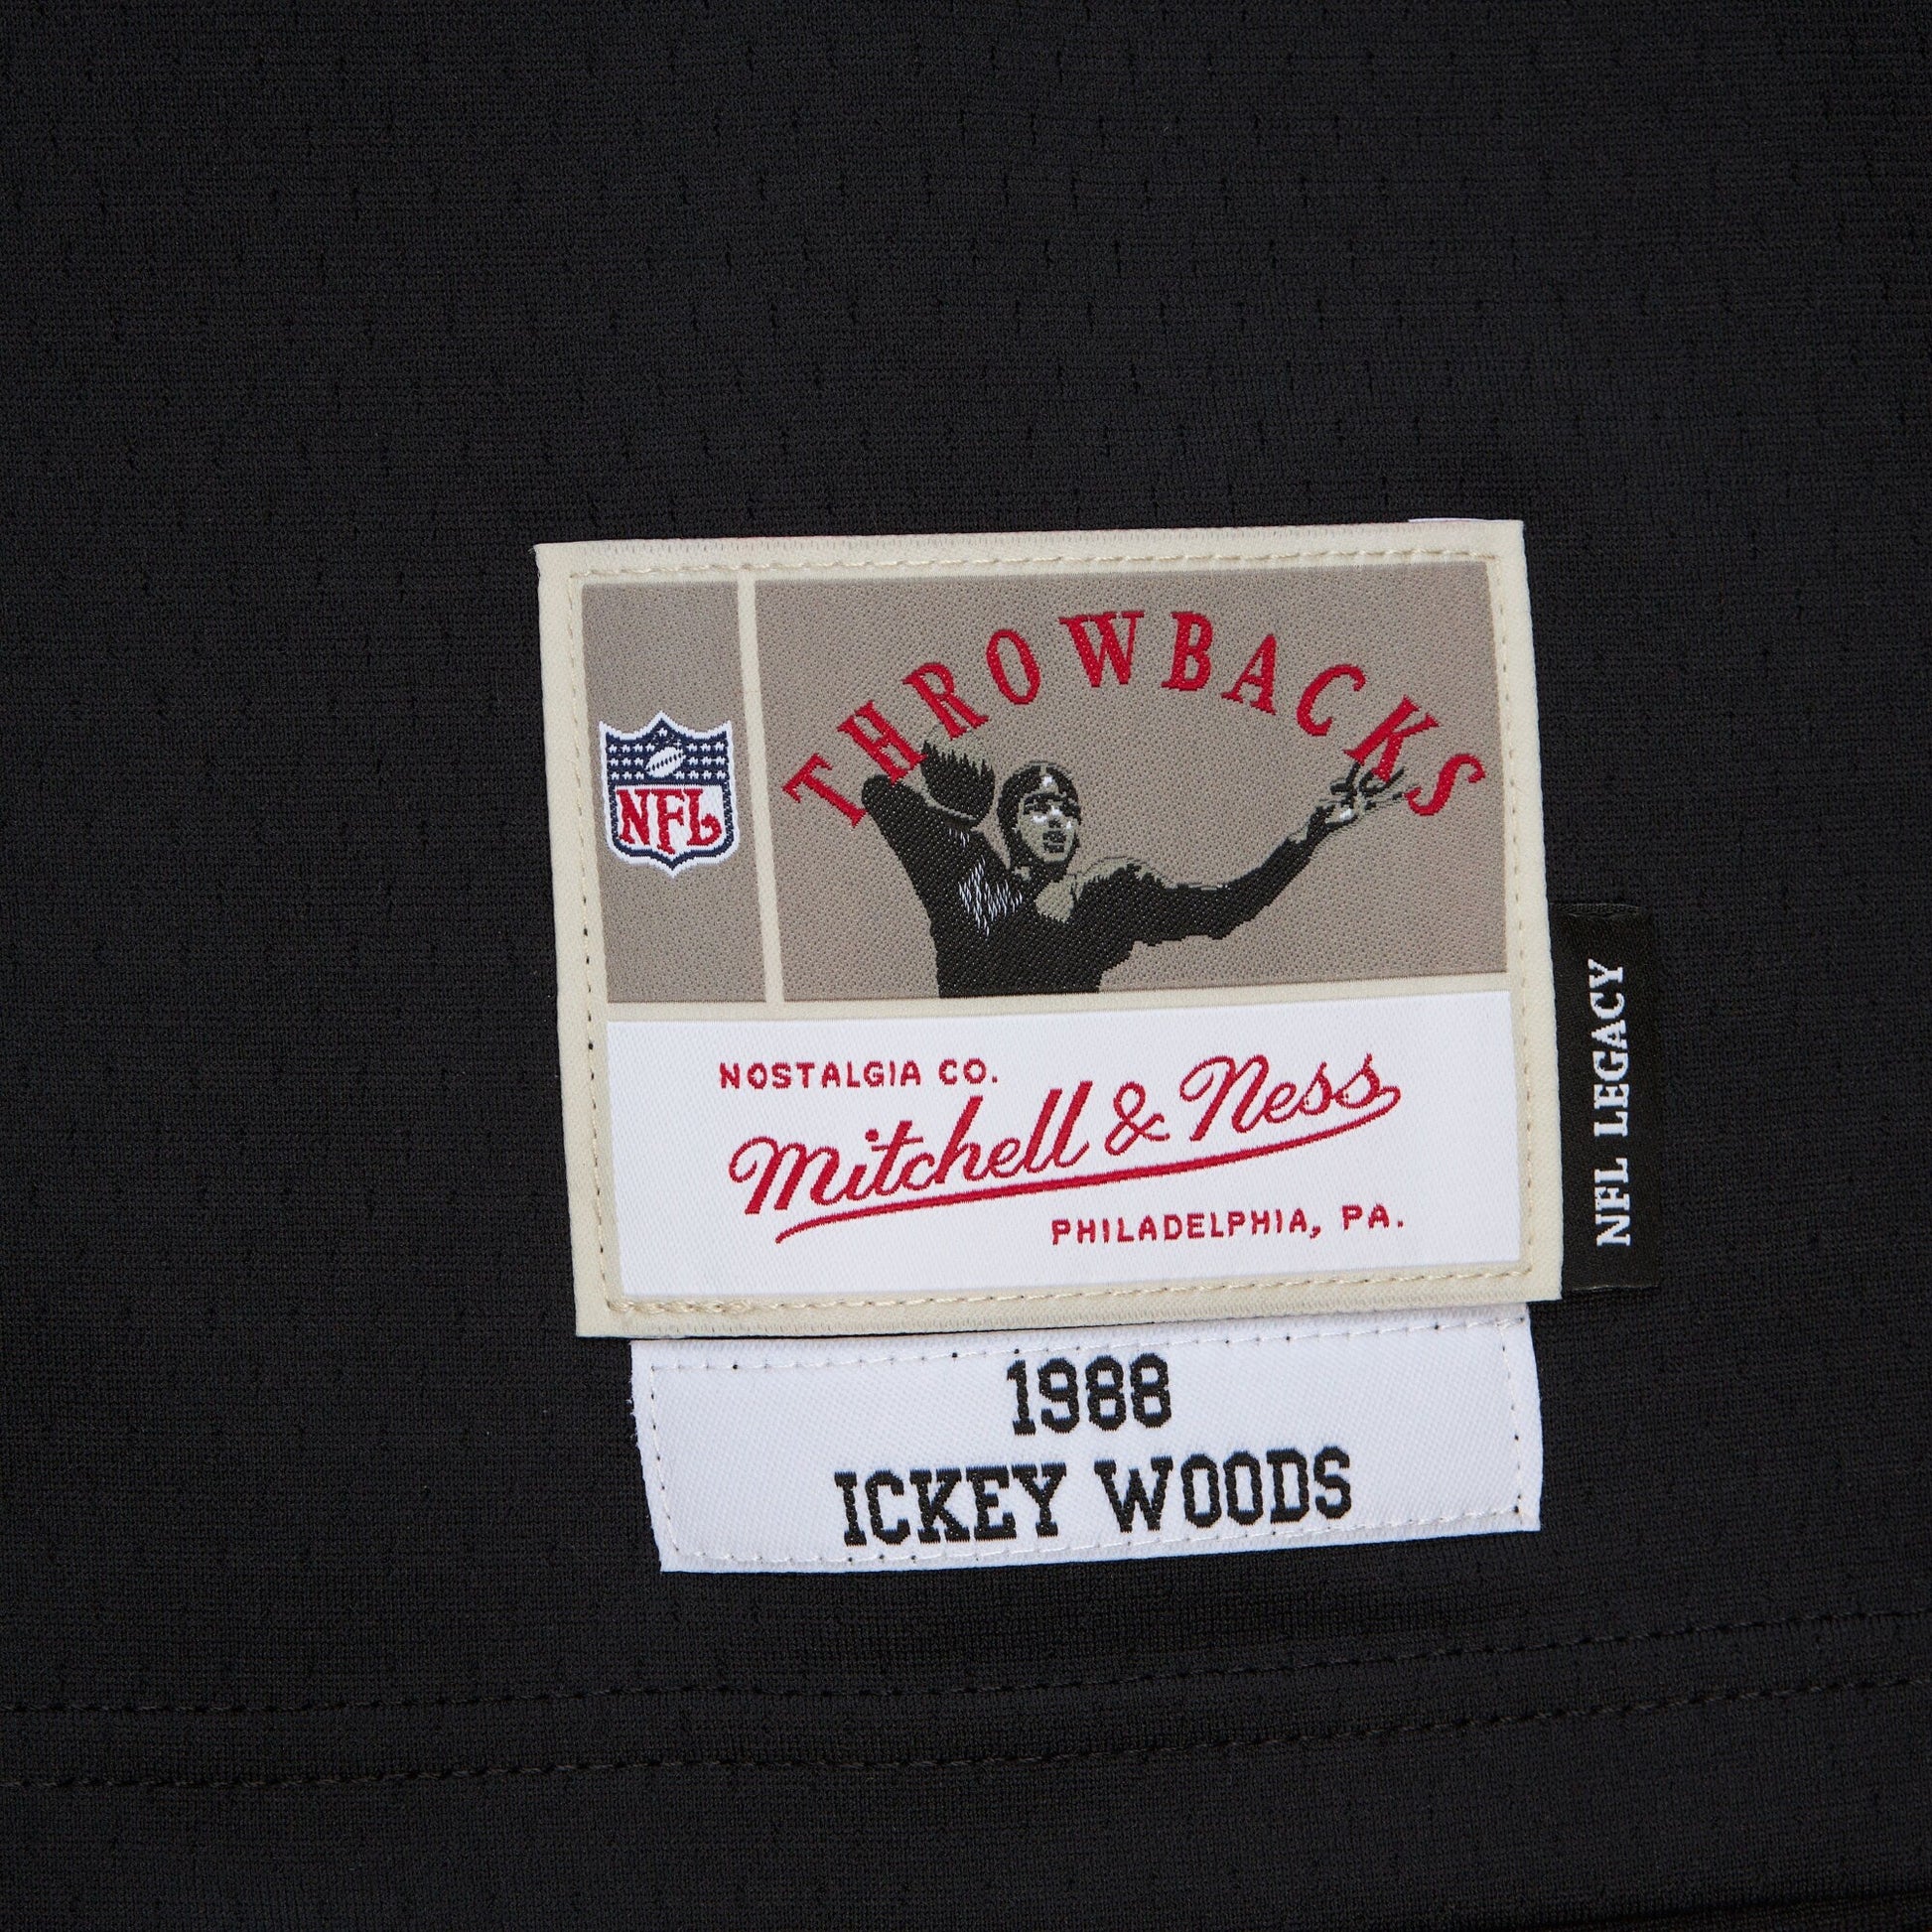 THROWBACKS
NFL
NOSTALGIA CO.
Mitchell & Ness
PHILADELPHIA, PA.
NFL LEGACY
1988
ICKEY WOODS